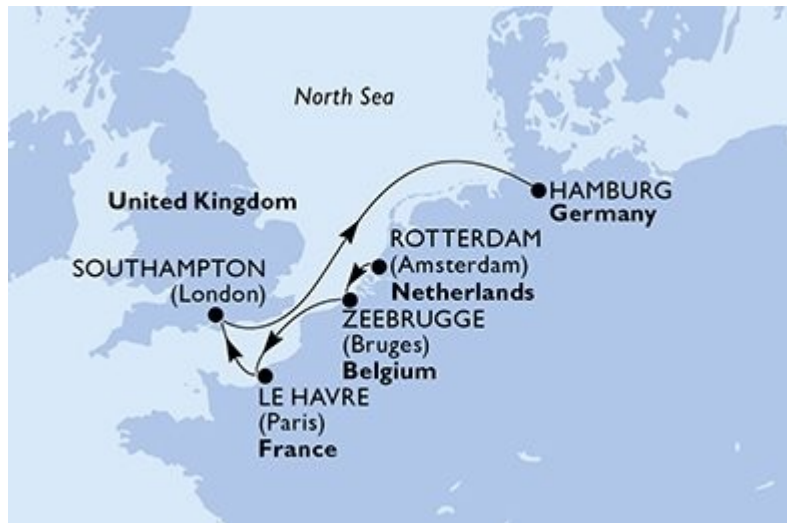 North Sea
United Kingdom
HAMBURG
Germany
ROTTERDAM
(Amsterdam)
Netherlands
SOUTHAMPTON
(London)
ZEEBRUGGE
(Bruges)
Belgium
LE HAVRE
(Paris)
France